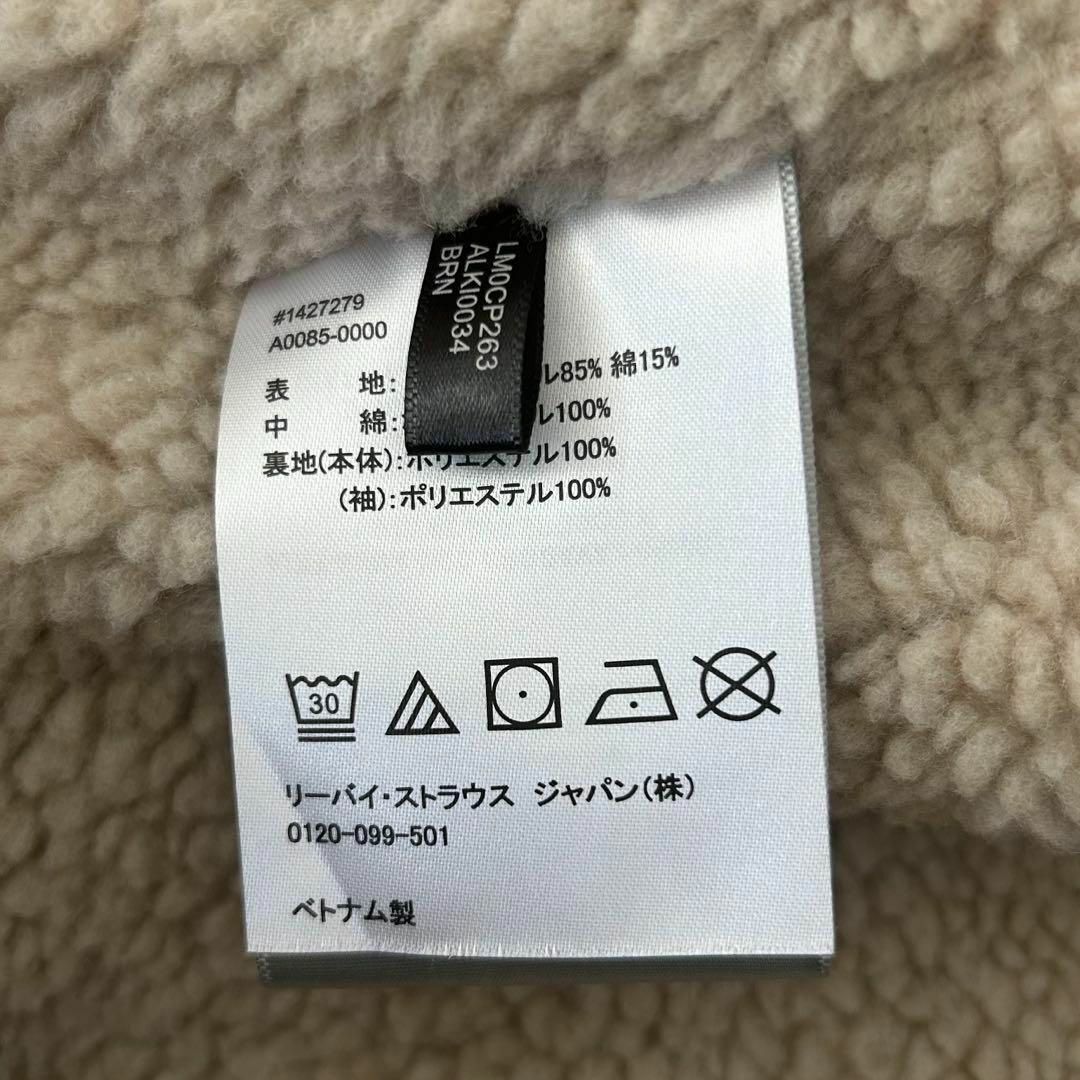 LM0CP263
ALKI0034
BRN
#1427279
A0085-0000
表 地: ル85% 綿15%
中 綿: ル100%
裏地(本体):ポリエステル100%
(袖):ポリエステル100%
30
リーバイ・ストラウス ジャパン(株)
0120-099-501
ベトナム製